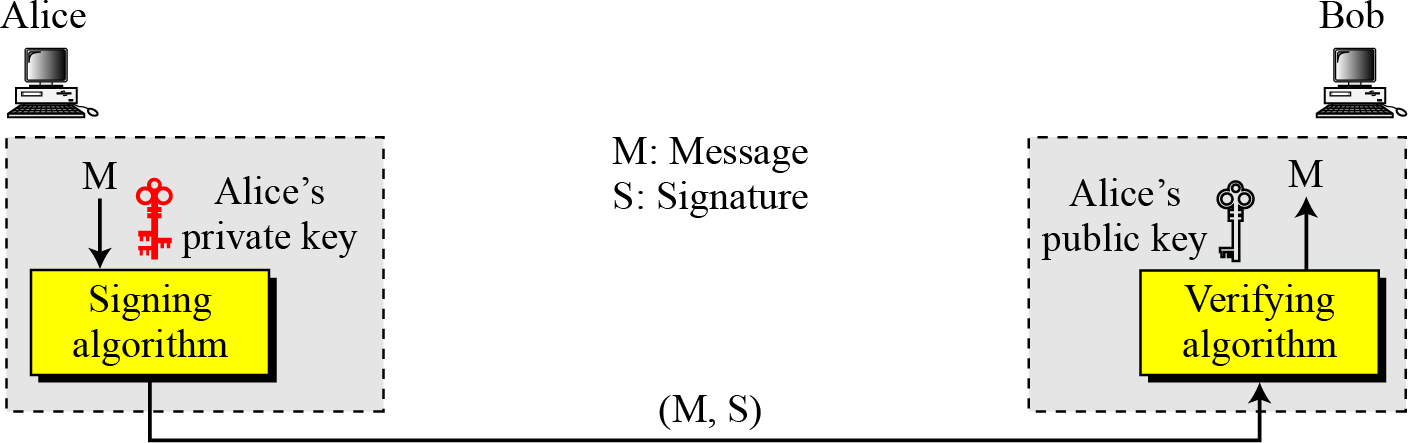 Alice
Bob
M: Message
S: Signature
M
Alice’s
private key
Signing
algorithm
Alice’s
public key
M
Verifying
algorithm
(M, S)